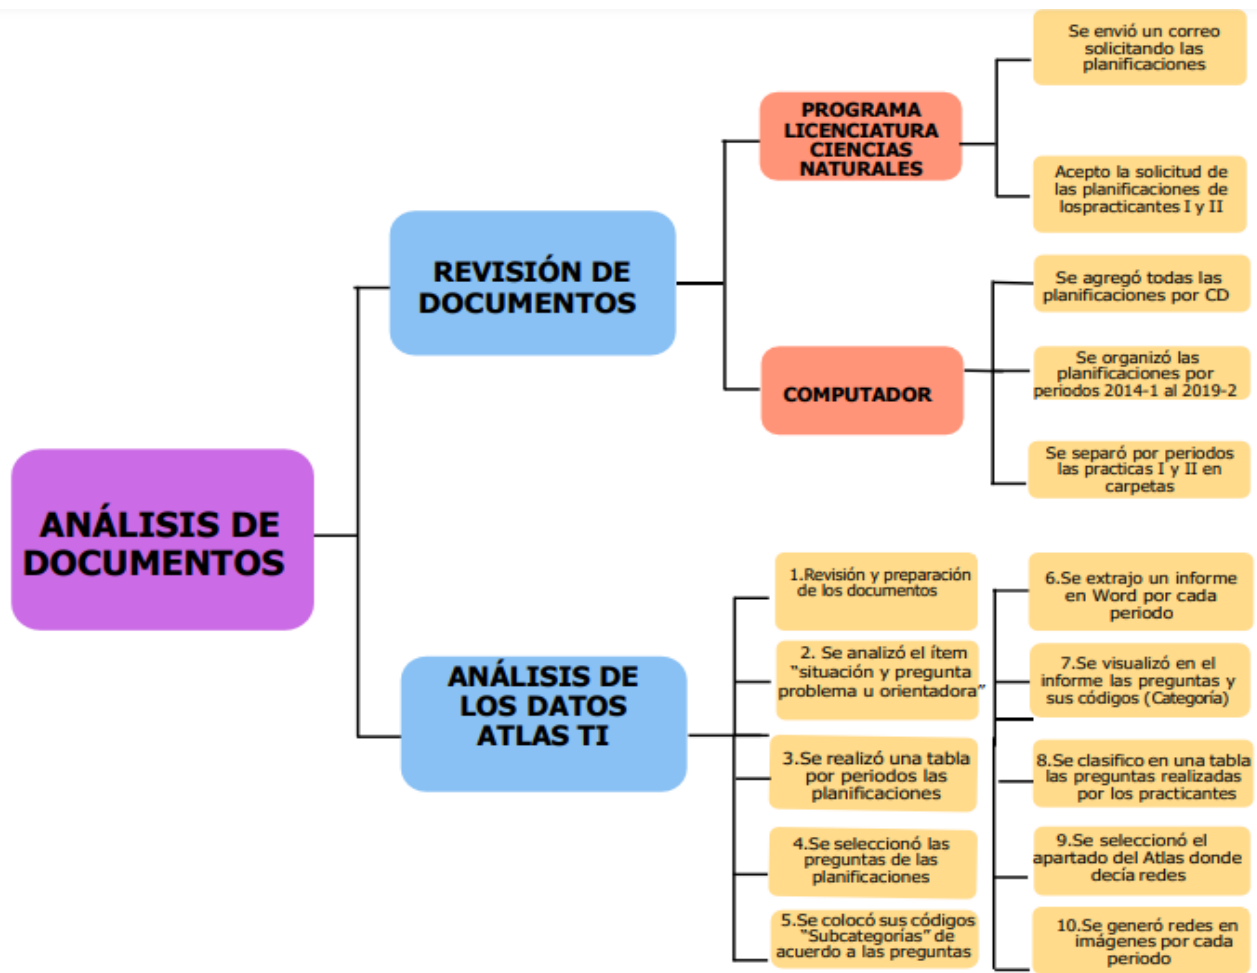 ANÁLISIS DE
DOCUMENTOS
REVISIÓN DE
DOCUMENTOS
PROGRAMA
LICENCIATURA
CIENCIAS
NATURALES
Se envió un correo
solicitando las
planificaciones
Acepto la solicitud de
las planificaciones de
lospracticantes I y II
COMPUTADOR
Se agregó todas las
planificaciones por CD
Se organizó las
planificaciones por
periodos 2014-1 al 2019-2
Se separó por periodos
las practicas I y II en
carpetas
ANÁLISIS DE
LOS DATOS
ATLAS TI
1.Revisión y preparación
de los documentos
2. Se analizó el ítem
"situación y pregunta
problema u orientadora"
3.Se realizó una tabla
por periodos las
planificaciones
4.Se seleccionó las
preguntas de las
planificaciones
5.Se colocó sus códigos
"Subcategorías" de
acuerdo a las preguntas
6.Se extrajo un informe
en Word por cada
periodo
7.Se visualizó en el
informe las preguntas y
sus códigos (Categoría)
8.Se clasifico en una tabla
las preguntas realizadas
por los practicantes
9.Se seleccionó el
apartado del Atlas donde
decía redes
10.Se generó redes en
imágenes por cada
periodo